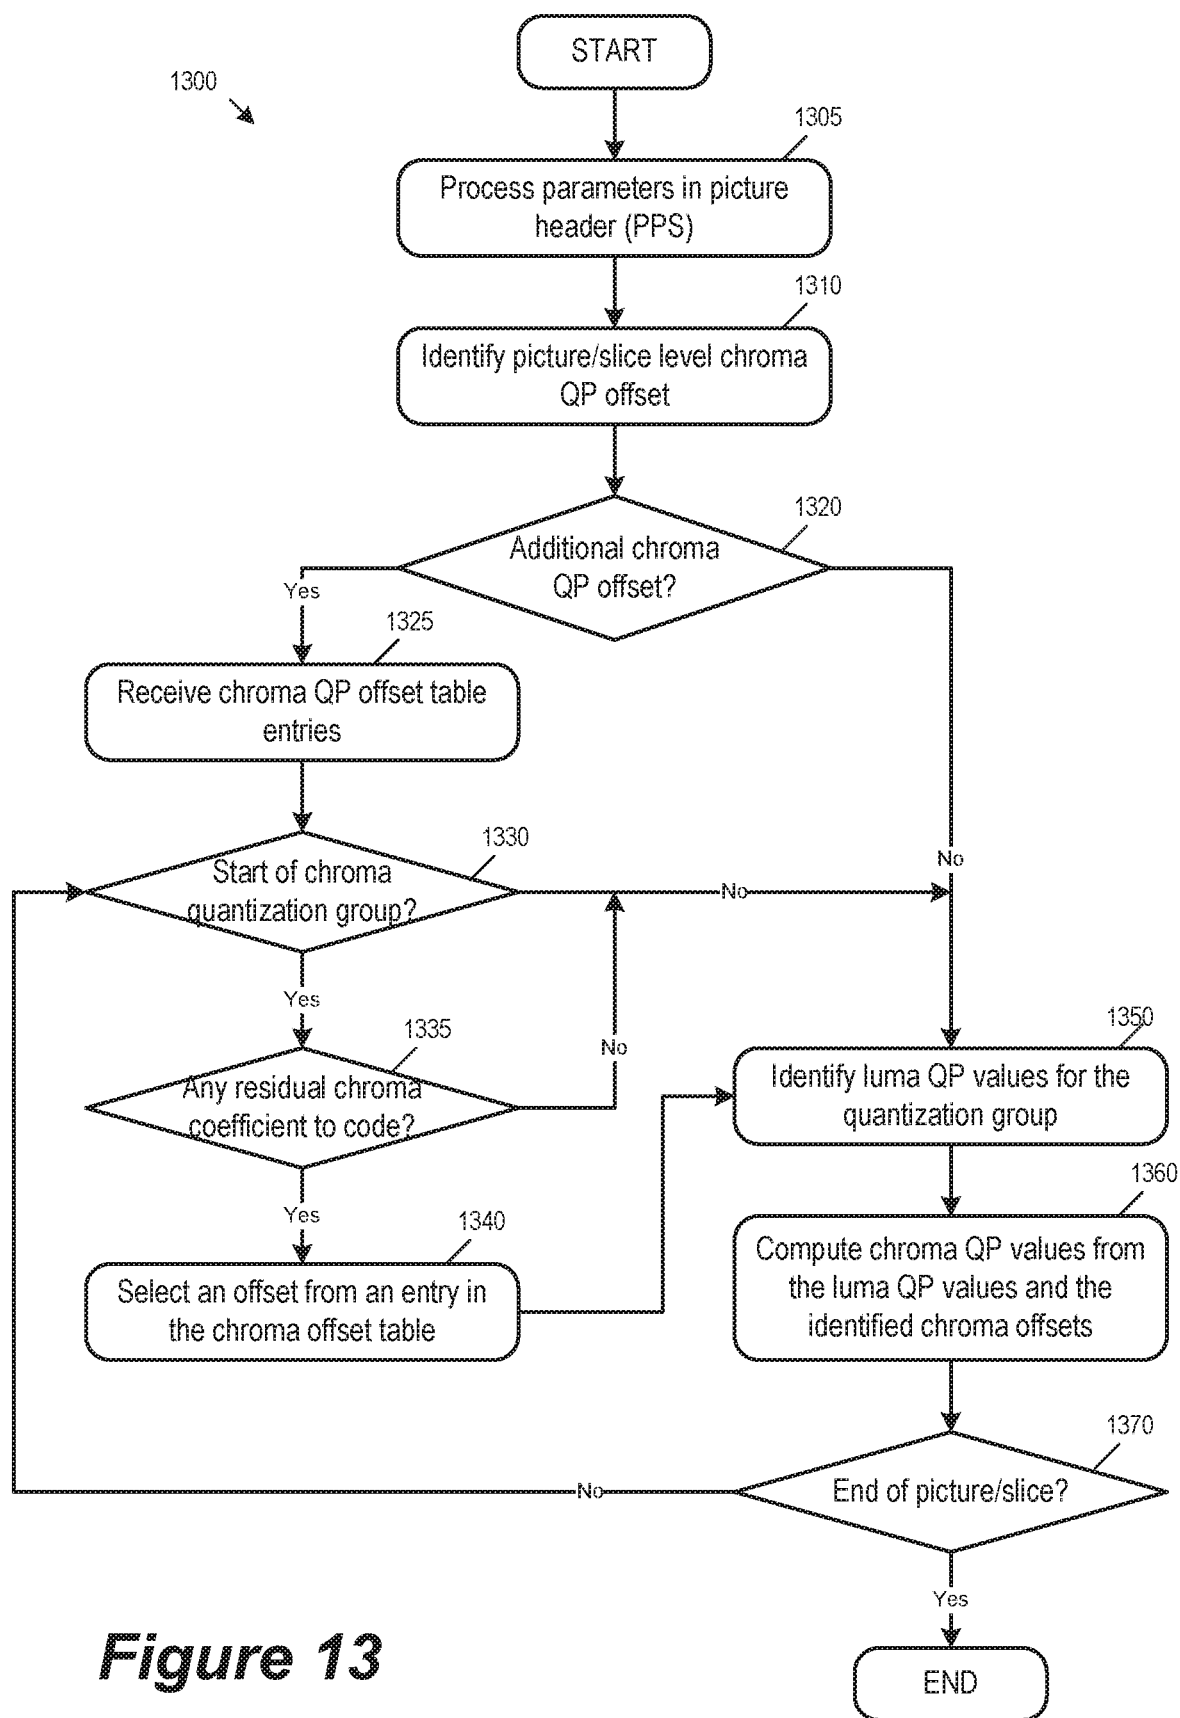 START
1300
1305
Process parameters in picture
header (PPS)
1310
Identify picture/slice level chroma
QP offset
1320
Additional chroma
QP offset?
Yes
1325
Receive chroma QP offset table
entries
1330
No
Start of chroma
quantization group?
No
Yes
1335
No
1350
Any residual chroma
coefficient to code?
Identify luma QP values for the
quantization group
Yes
1340
1360
Select an offset from an entry in
the chroma offset table
Compute chroma QP values from
the luma QP values and the
identified chroma offsets
1370
End of picture/slice?
No
Yes
END
Figure 13